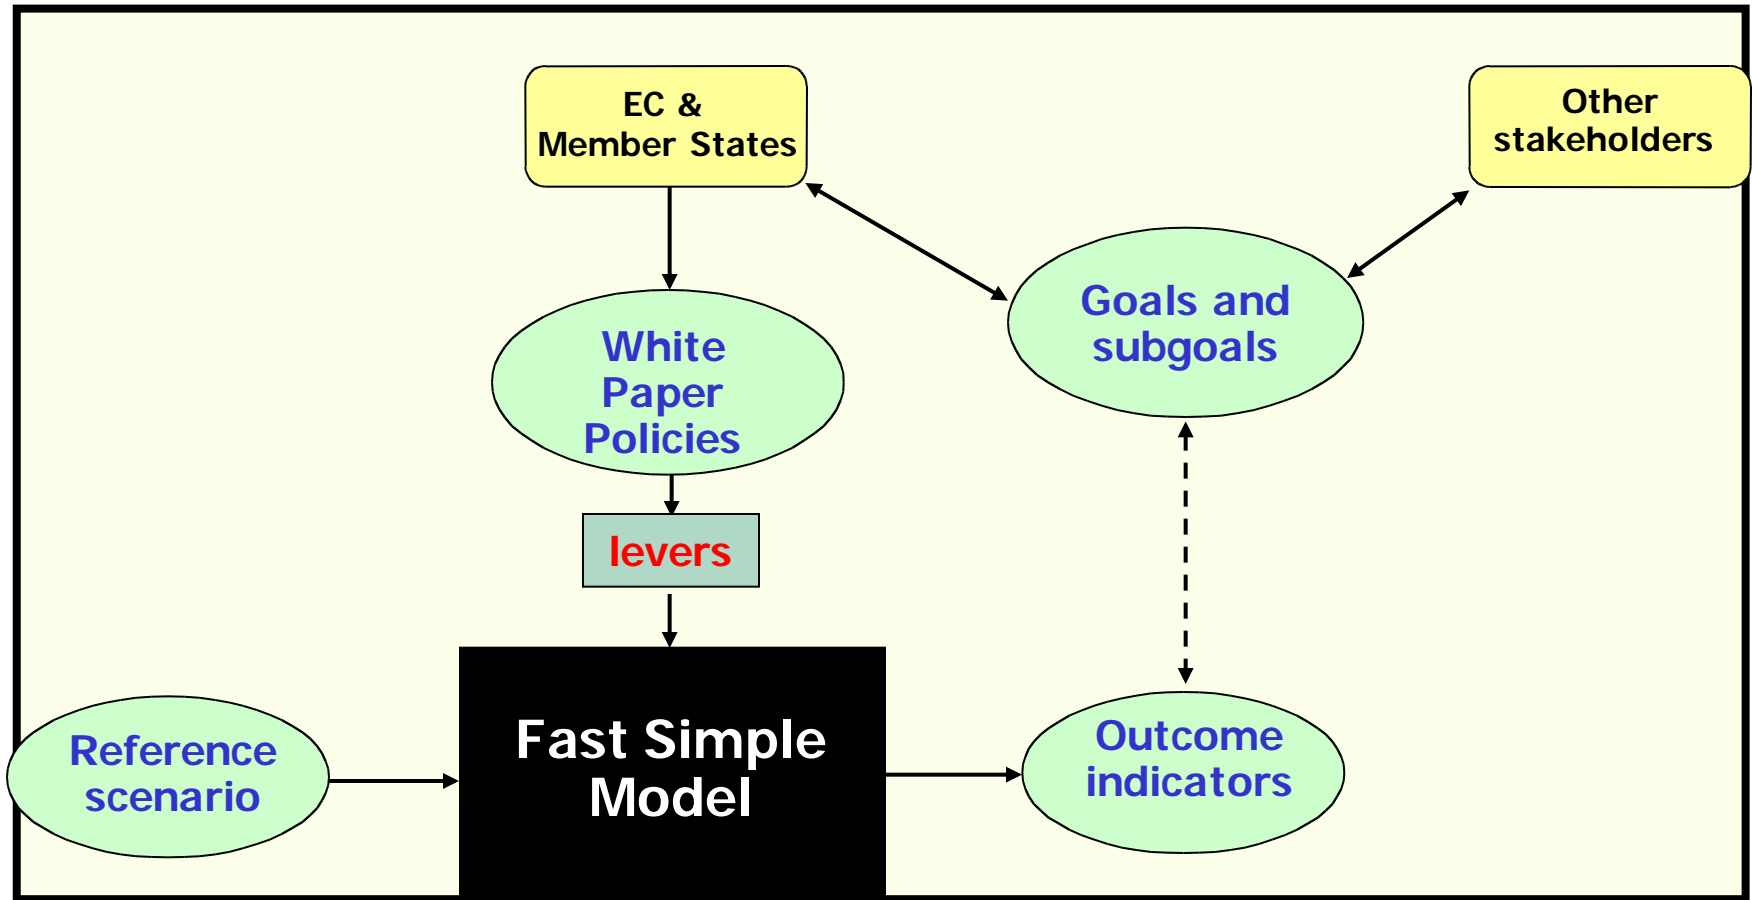 EC &
Member States
Other
stakeholders
Goals and
subgoals
White
Paper
Policies
levers
Fast Simple
Model
Reference
scenario
Outcome
indicators